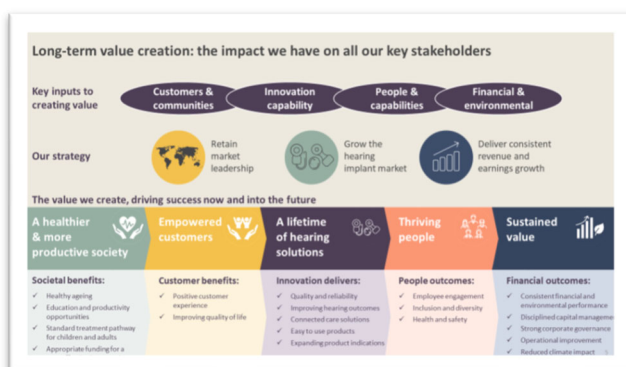 Long-term value creation: the impact we have on all our key stakeholders
Key inputs to
creating value
Customers &
communities
Innovation
capability
People &
capabilities
Financial &
environmental
Our strategy
Retain
market
leadership
Grow the
hearing
implant market
Deliver consistent
revenue and
earnings growth
The value we create, driving success now and into the future
A healthier
& more
productive society
Empowered
customers
A lifetime
of hearing
solutions
Thriving
people
Sustained
value
Societal benefits:
✓ Healthy ageing
✓ Education and productivity
opportunities
✓ Standard treatment pathway
for children and adults
✓ Appropriate funding for a
Customer benefits:
✓ Positive customer
experience
✓ Improving quality of life
Innovation delivers:
✓ Quality and reliability
✓ Improving hearing outcomes
✓ Connected care solutions
✓ Easy to use products
✓ Expanding product indications
People outcomes:
✓ Employee engagement
✓ Inclusion and diversity
✓ Health and safety
Financial outcomes:
✓ Consistent financial and
environmental performance
✓ Disciplined capital manageme
✓ Strong corporate governance
✓ Operational improvement
✓ Reduced climate impact